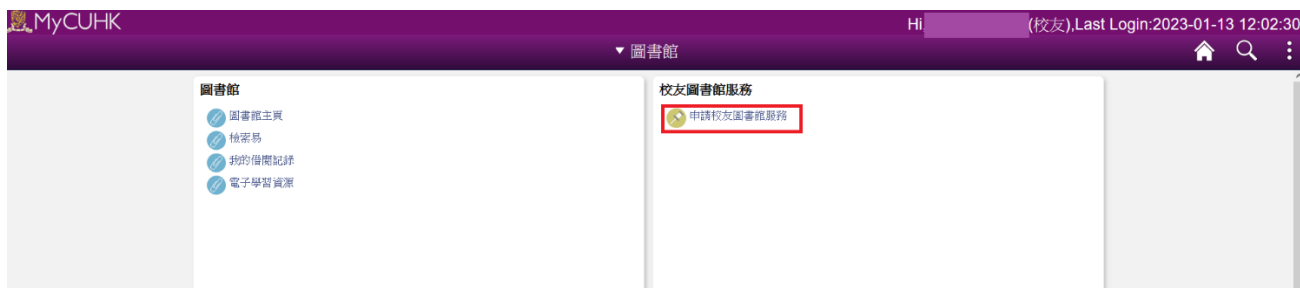 MyCUHK
Hi (校友),Last Login:2023-01-13 12:02:30
▼ 圖書館
圖書館
圖書館主頁
檢索易
我的借閱記錄
電子學習資源
校友圖書館服務
申請校友圖書館服務